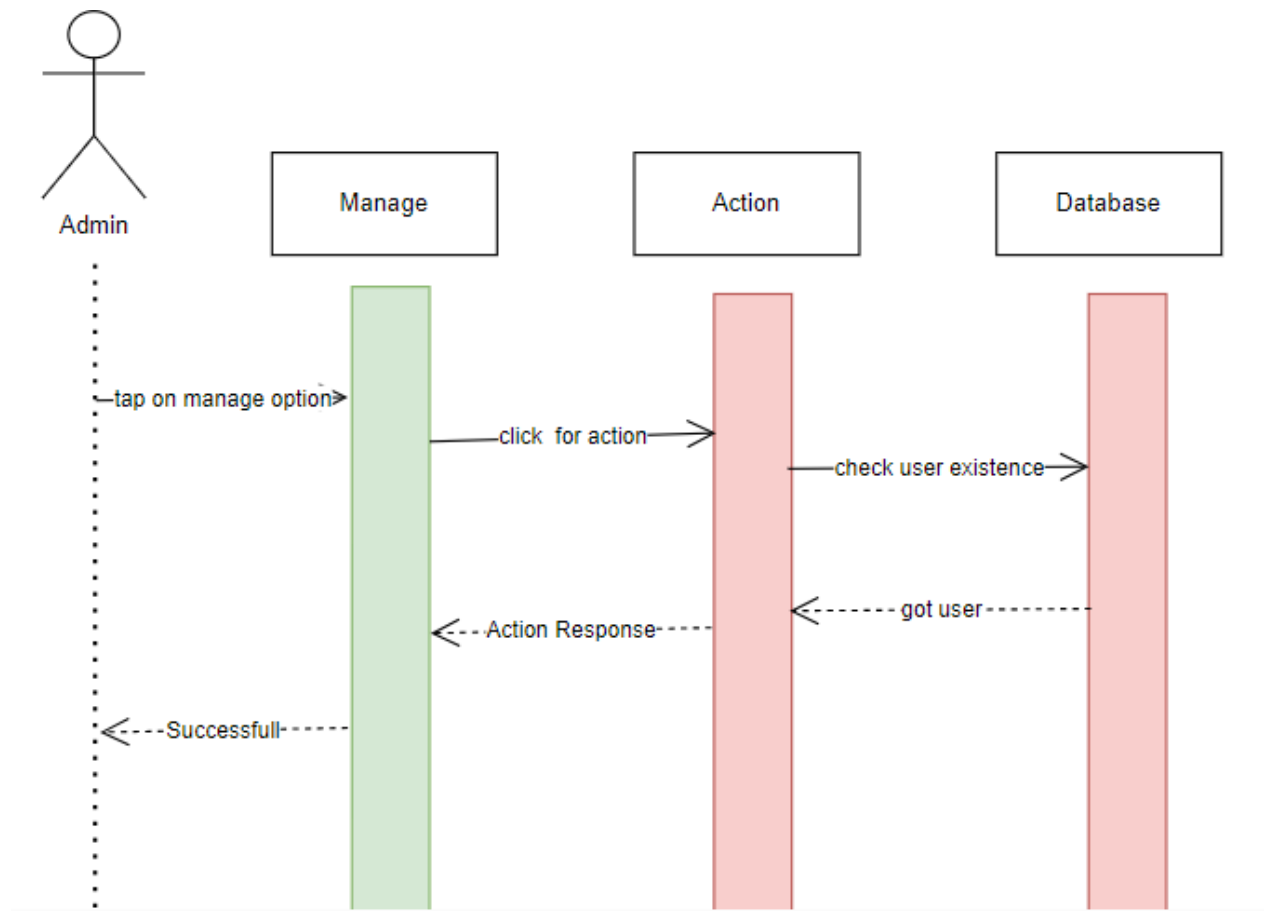 Admin
Manage
Action
Database
tap on manage option
click  for action
check user existence
got user
Action Response
Successfull